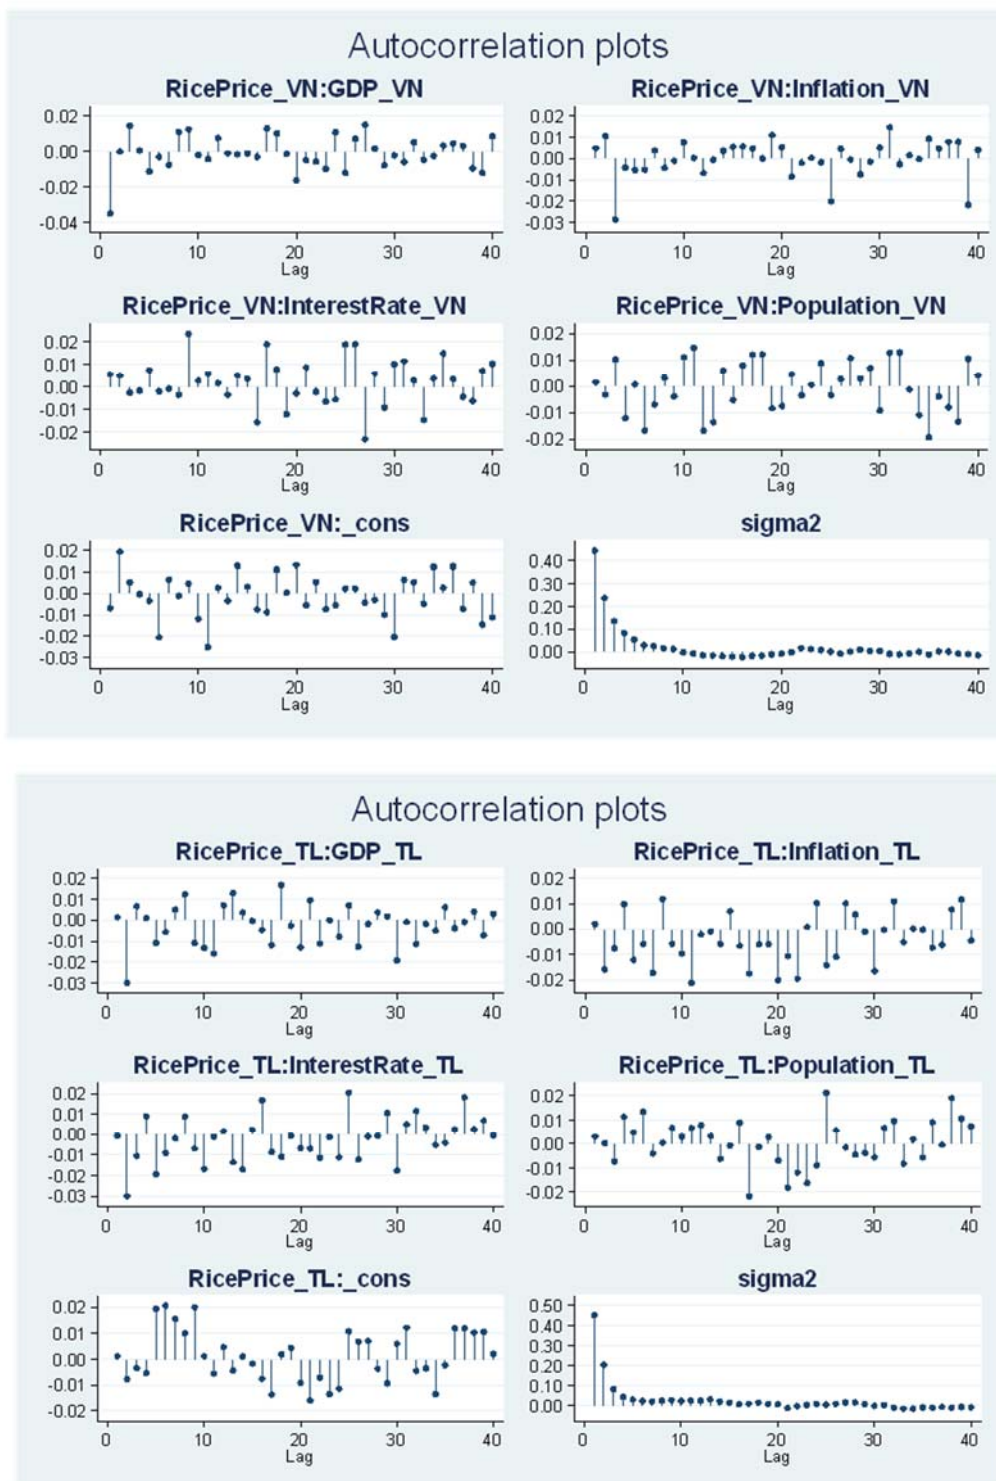 Autocorrelation plots
RicePrice_VN:GDP_VN
0.02
0.00
-0.02
-0.04
0 10 20 30 40
Lag
RicePrice_VN:Inflation_VN
0.02
0.01
0.00
-0.01
-0.02
-0.03
0 10 20 30 40
Lag
RicePrice_VN:InterestRate_VN
0.02
0.01
0.00
-0.01
-0.02
0 10 20 30 40
Lag
RicePrice_VN:Population_VN
0.02
0.01
0.00
-0.01
-0.02
0 10 20 30 40
Lag
RicePrice_VN:_cons
0.02
0.01
0.00
-0.01
-0.02
-0.03
0 10 20 30 40
Lag
sigma2
0.40
0.30
0.20
0.10
0.00
0 10 20 30 40
Lag
Autocorrelation plots
RicePrice_TL:GDP_TL
0.02
0.01
0.00
-0.01
-0.02
-0.03
0 10 20 30 40
Lag
RicePrice_TL:Inflation_TL
0.02
0.01
0.00
-0.01
-0.02
0 10 20 30 40
Lag
RicePrice_TL:InterestRate_TL
0.02
0.01
0.00
-0.01
-0.02
-0.03
0 10 20 30 40
Lag
RicePrice_TL:Population_TL
0.02
0.01
0.00
-0.01
-0.02
0 10 20 30 40
Lag
RicePrice_TL:_cons
0.02
0.01
0.00
-0.01
-0.02
0 10 20 30 40
Lag
sigma2
0.50
0.40
0.30
0.20
0.10
0.00
0 10 20 30 40
Lag